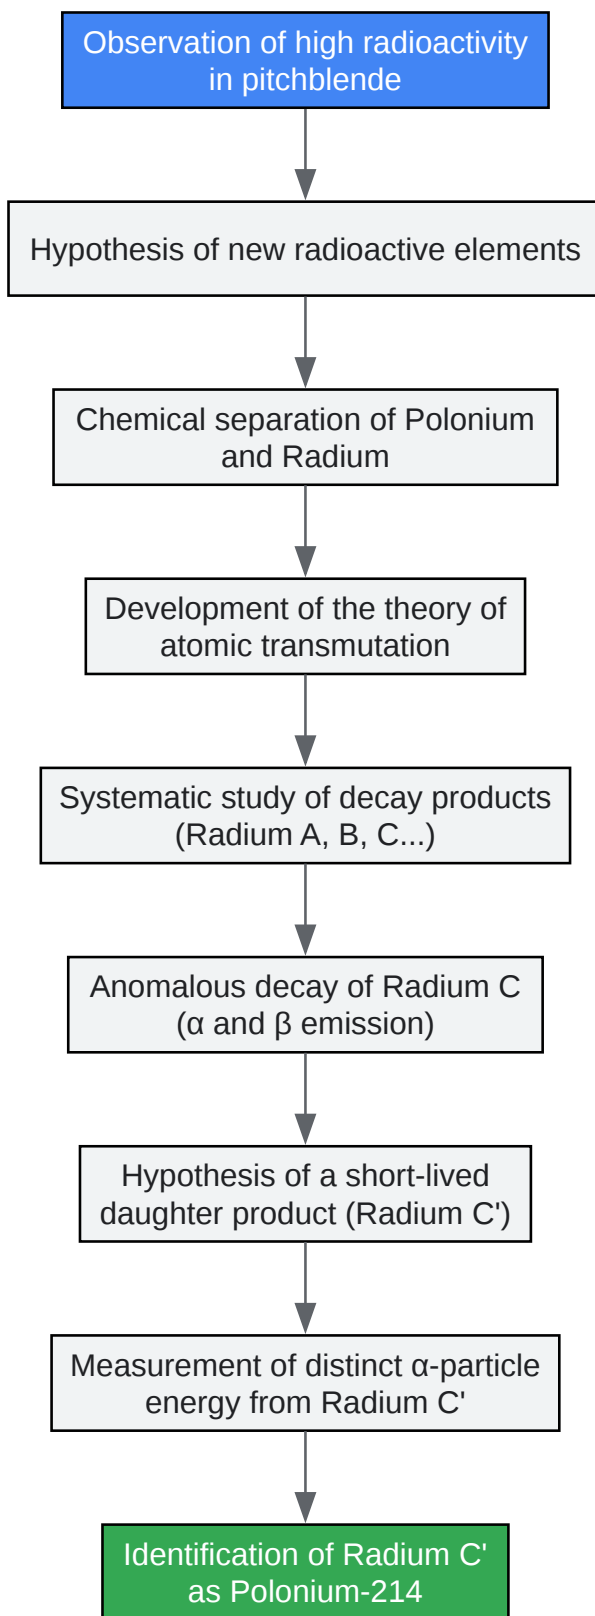 Observation of high radioactivity
in pitchblende
Hypothesis of new radioactive elements
Chemical separation of Polonium
and Radium
Development of the theory of
atomic transmutation
Systematic study of decay products
(Radium A, B, C...)
Anomalous decay of Radium C
(α and β emission)
Hypothesis of a short-lived
daughter product (Radium C')
Measurement of distinct α-particle
energy from Radium C'
Identification of Radium C'
as Polonium-214